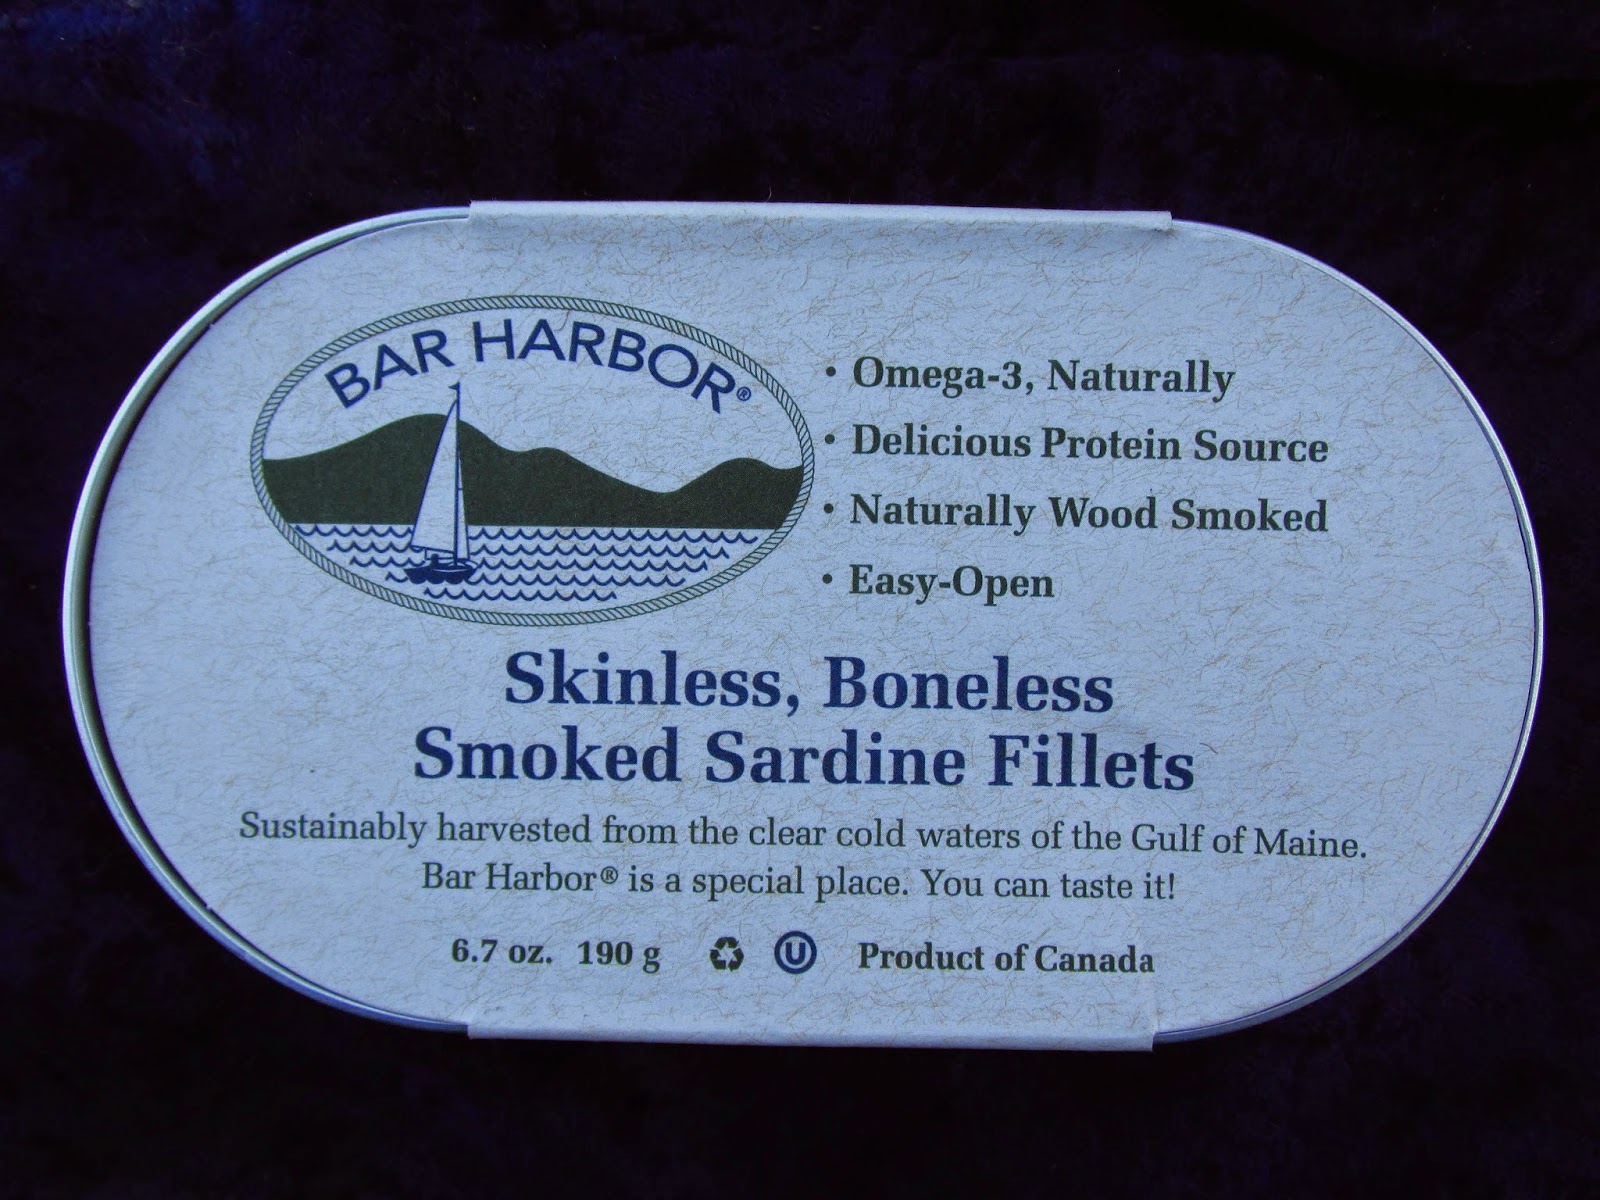 BAR HARBOR®
• Omega-3, Naturally
• Delicious Protein Source
• Naturally Wood Smoked
• Easy-Open
Skinless, Boneless
Smoked Sardine Fillets
Sustainably harvested from the clear cold waters of the Gulf of Maine.
Bar Harbor® is a special place. You can taste it!
6.7 oz. 190 g U Product of Canada